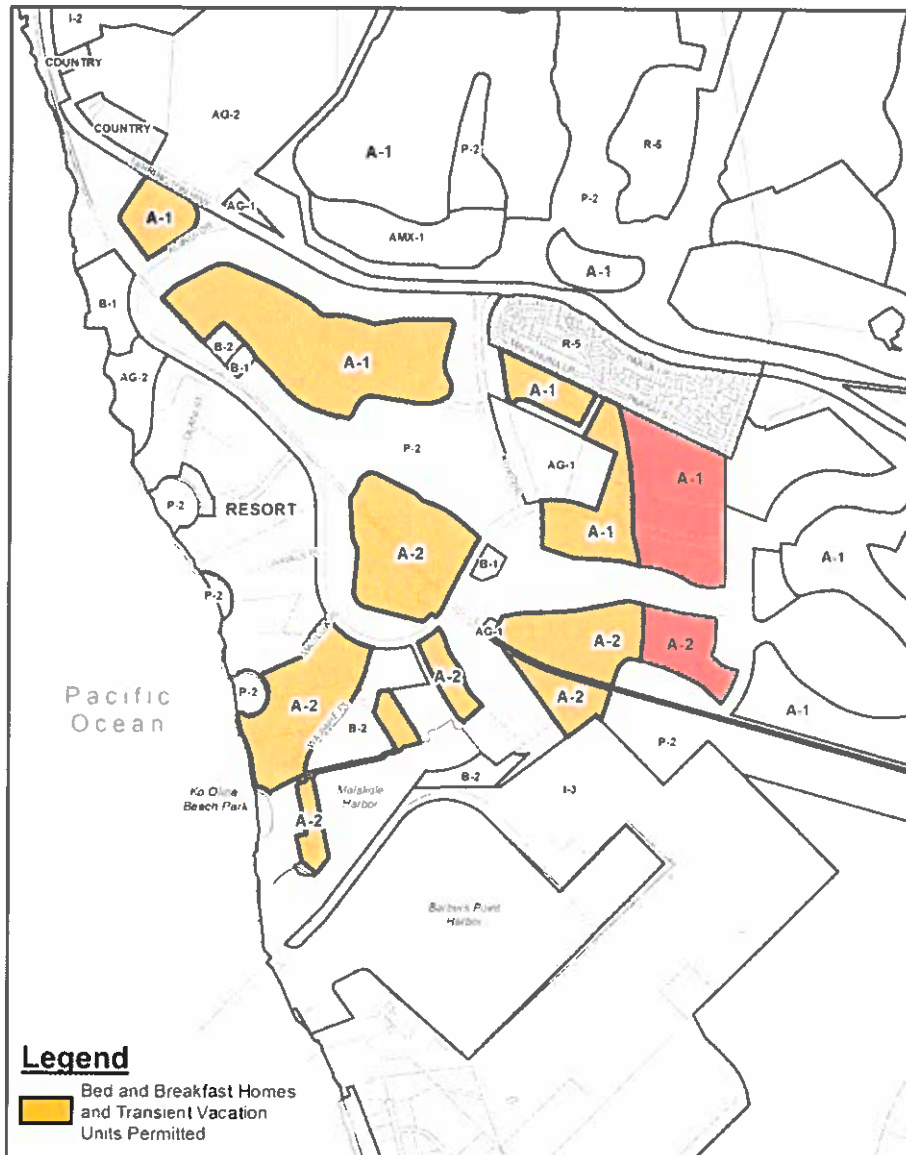 I-2
COUNTRY
COUNTRY
AG-2
A-1
P-2
R-5
P-2
A-1
AG-1
AMX-1
A-1
B-1
R-5
B-2
B-1
A-1
A-1
AG-2
P-2
AG-1
A-1
P-2
RESORT
A-1
A-2
B-1
A-1
P-2
AG-1
A-2
A-2
A-2
P-2
A-2
A-2
A-1
Pacific
Ocean
B-2
P-2
B-2
I-3
Ko Olina
Beach Park
Harbor
A-2
Barbers Point
Harbor
Legend
Bed and Breakfast Homes
and Transient Vacation
Units Permitted